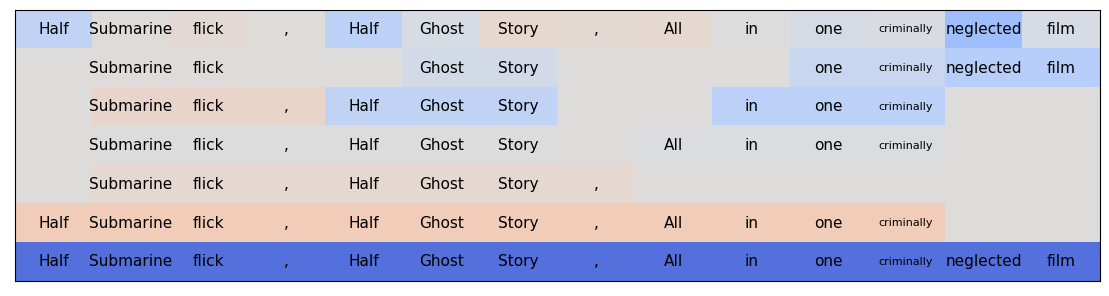 Half Submarine flick , Half Ghost Story , All in one criminally neglected film
Submarine flick Ghost Story one criminally neglected film
Submarine flick , Half Ghost Story in one criminally
Submarine flick , Half Ghost Story All in one criminally
Submarine flick , Half Ghost Story ,
Half Submarine flick , Half Ghost Story , All in one criminally
Half Submarine flick , Half Ghost Story , All in one criminally neglected film